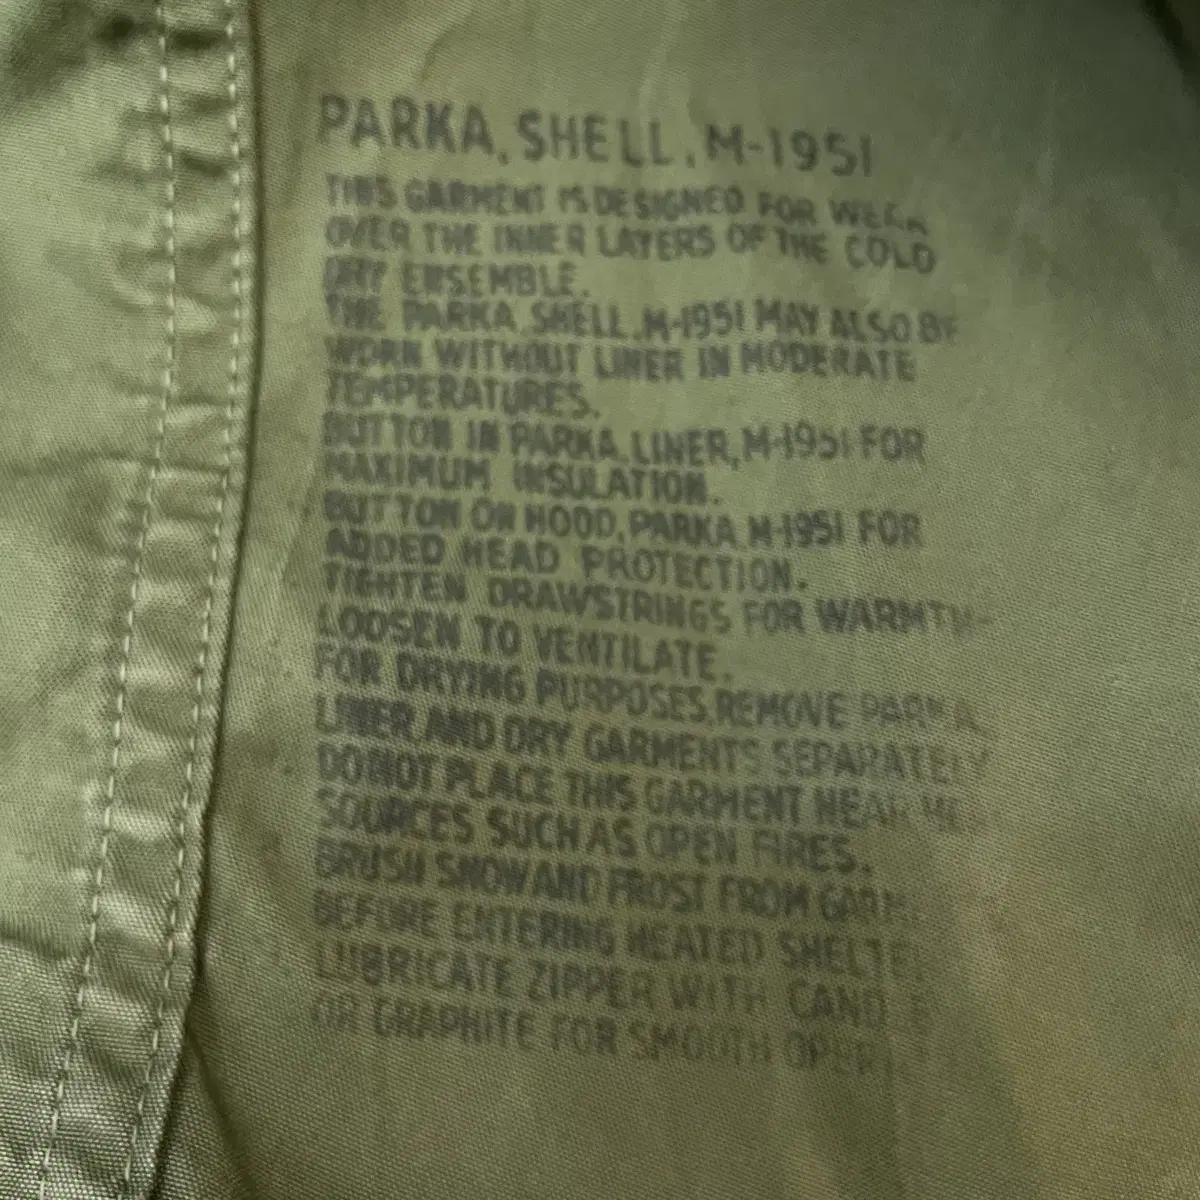 PARKA, SHELL, M-1951
THIS GARMENT IS DESIGNED FOR WEAR
OVER THE INNER LAYERS OF THE COLD
DRY ENSEMBLE.
THE PARKA, SHELL, M-1951 MAY ALSO BE
WORN WITHOUT LINER IN MODERATE
TEMPERATURES.
BUTTON IN PARKA, LINER, M-1951 FOR
MAXIMUM INSULATION.
BUTTON ON HOOD, PARKA M-1951 FOR
ADDED HEAD PROTECTION.
TIGHTEN DRAWSTRINGS FOR WARMTH-
LOOSEN TO VENTILATE.
FOR DRYING PURPOSES, REMOVE PARKA,
LINER AND DRY GARMENTS SEPARATELY
DO NOT PLACE THIS GARMENT NEAR
SOURCES SUCH AS OPEN FIRES.
BRUSH SNOW AND FROST FROM
BEFORE ENTERING HEATED
LUBRICATE ZIPPER WITH
OR GRAPHITE FOR SMOOTH